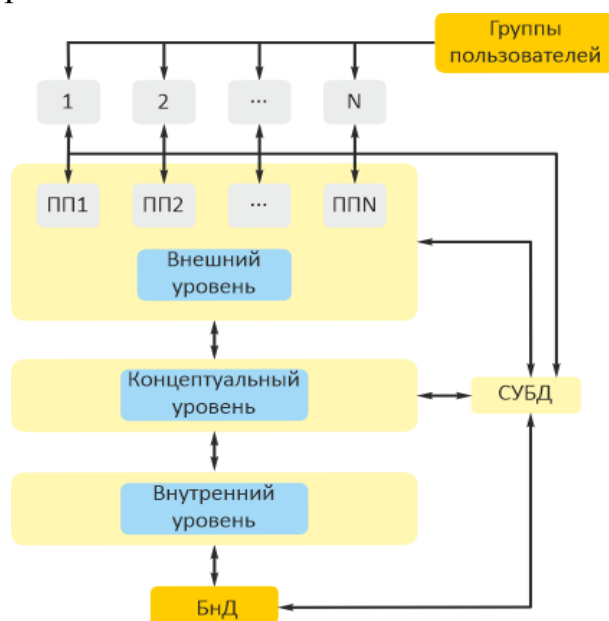 Группы
пользователей
1
2
...
N
ПП1
ПП2
...
ППN
Внешний
уровень
Концептуальный
уровень
СУБД
Внутренний
уровень
БнД